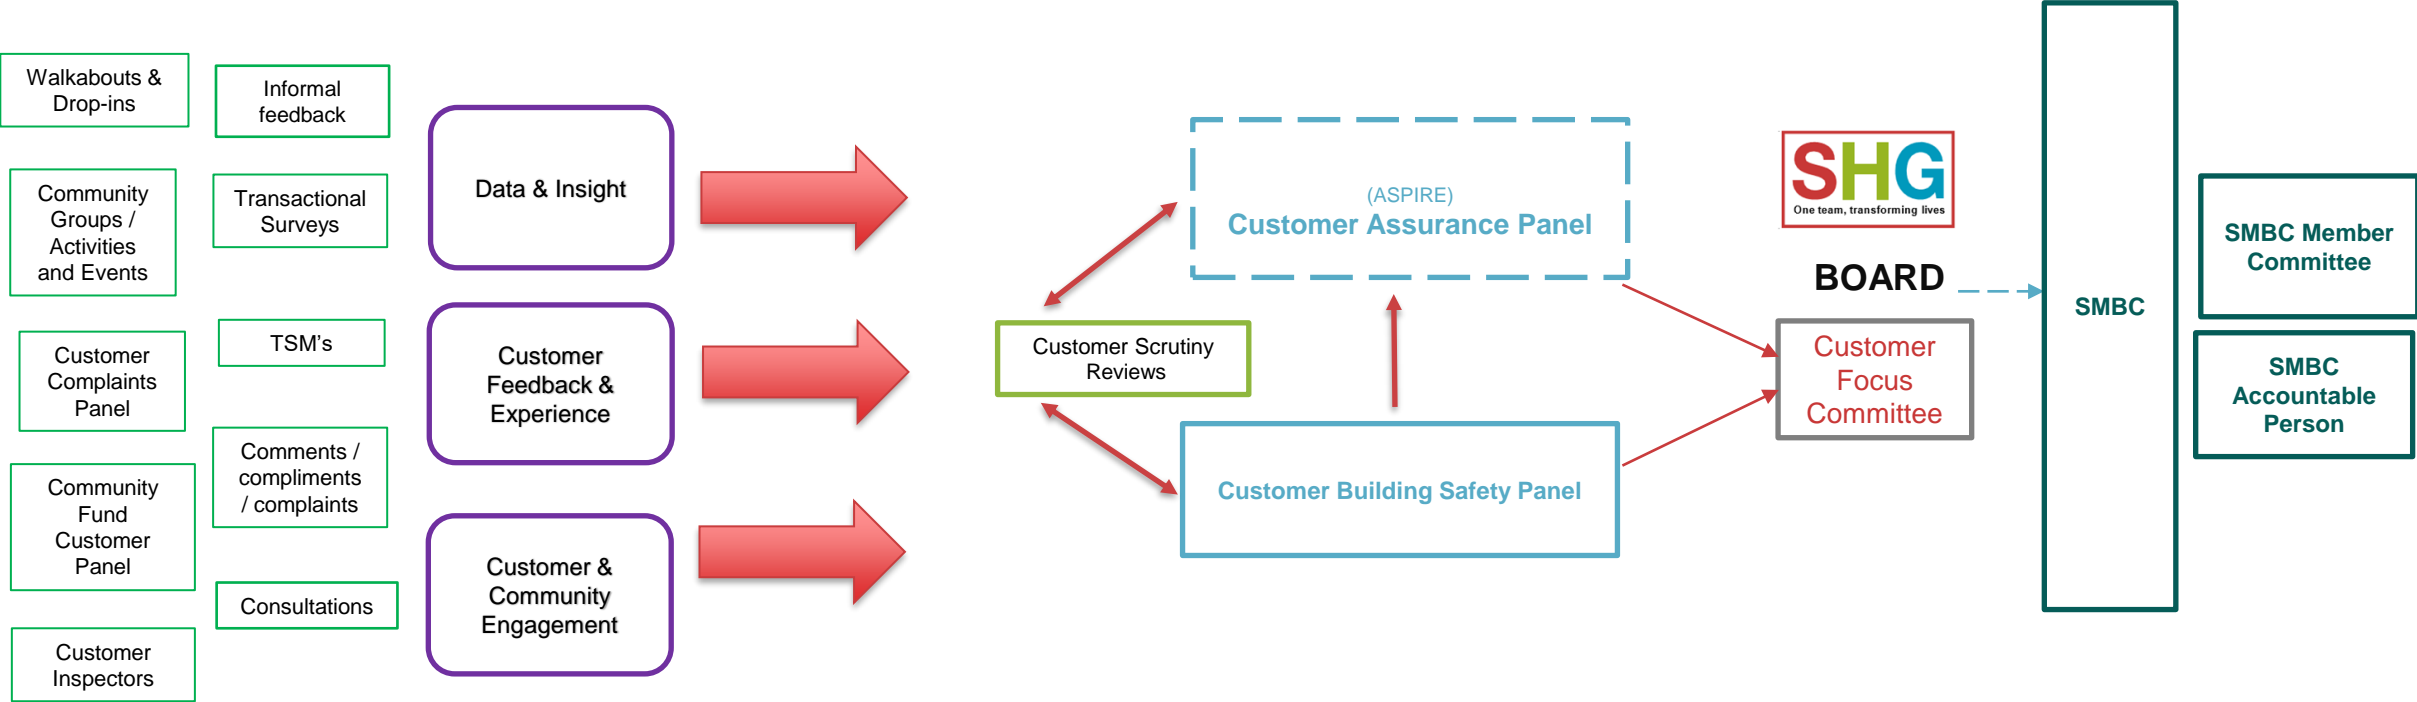 Walkabouts &
Drop-ins
Community
Groups /
Activities
and Events
Customer
Complaints
Panel
Community
Fund
Customer
Panel
Customer
Inspectors
Informal
feedback
Transactional
Surveys
TSM’s
Comments /
compliments
/ complaints
Consultations
Data & Insight
Customer
Feedback &
Experience
Customer &
Community
Engagement
Customer Scrutiny
Reviews
(ASPIRE)
Customer Assurance Panel
Customer Building Safety Panel
SHG
One team, transforming lives
BOARD
Customer
Focus
Committee
SMBC
SMBC Member
Committee
SMBC
Accountable
Person